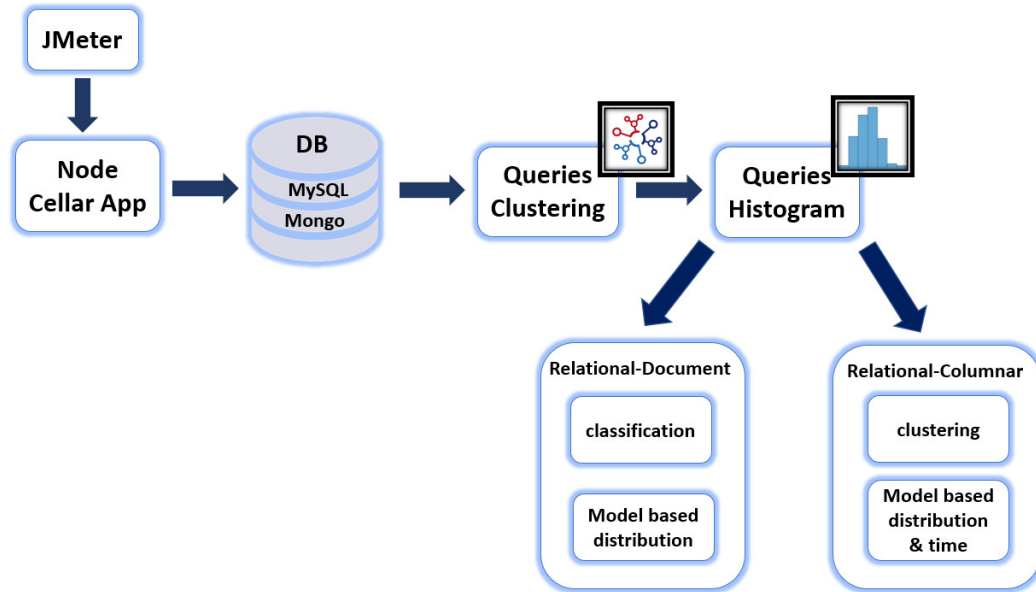 JMeter
Node
Cellar App
DB
MySQL
Mongo
Queries
Clustering
Queries
Histogram
Relational-Document
classification
Model based
distribution
Relational-Columnar
clustering
Model based
distribution
& time